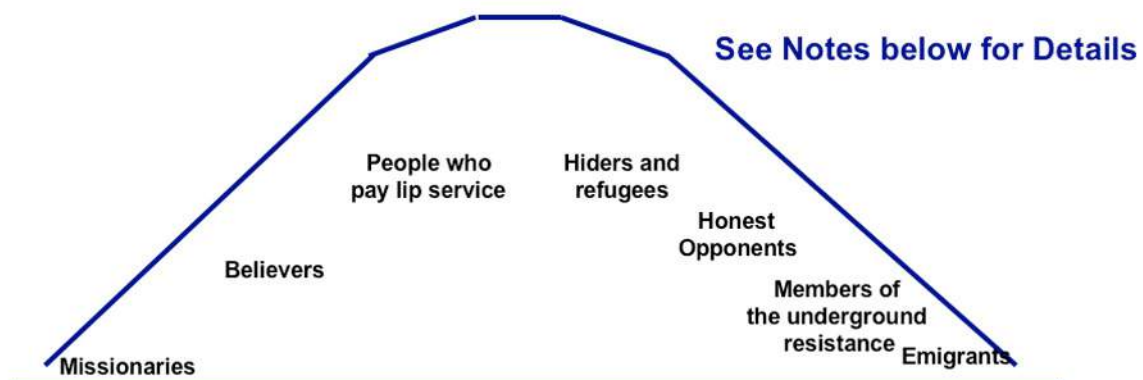 See Notes below for Details
People who
pay lip service
Hiders and
refugees
Honest
Opponents
Believers
Members of
the underground
resistance
Emigrants
Missionaries